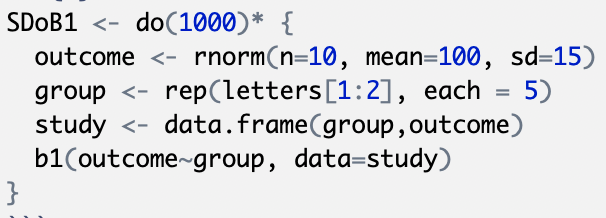 SDoB1 <- do(1000)* {
  outcome <- rnorm(n=10, mean=100, sd=15)
  group <- rep(letters[1:2], each = 5)
  study <- data.frame(group,outcome)
  b1(outcome~group, data=study)
}
```